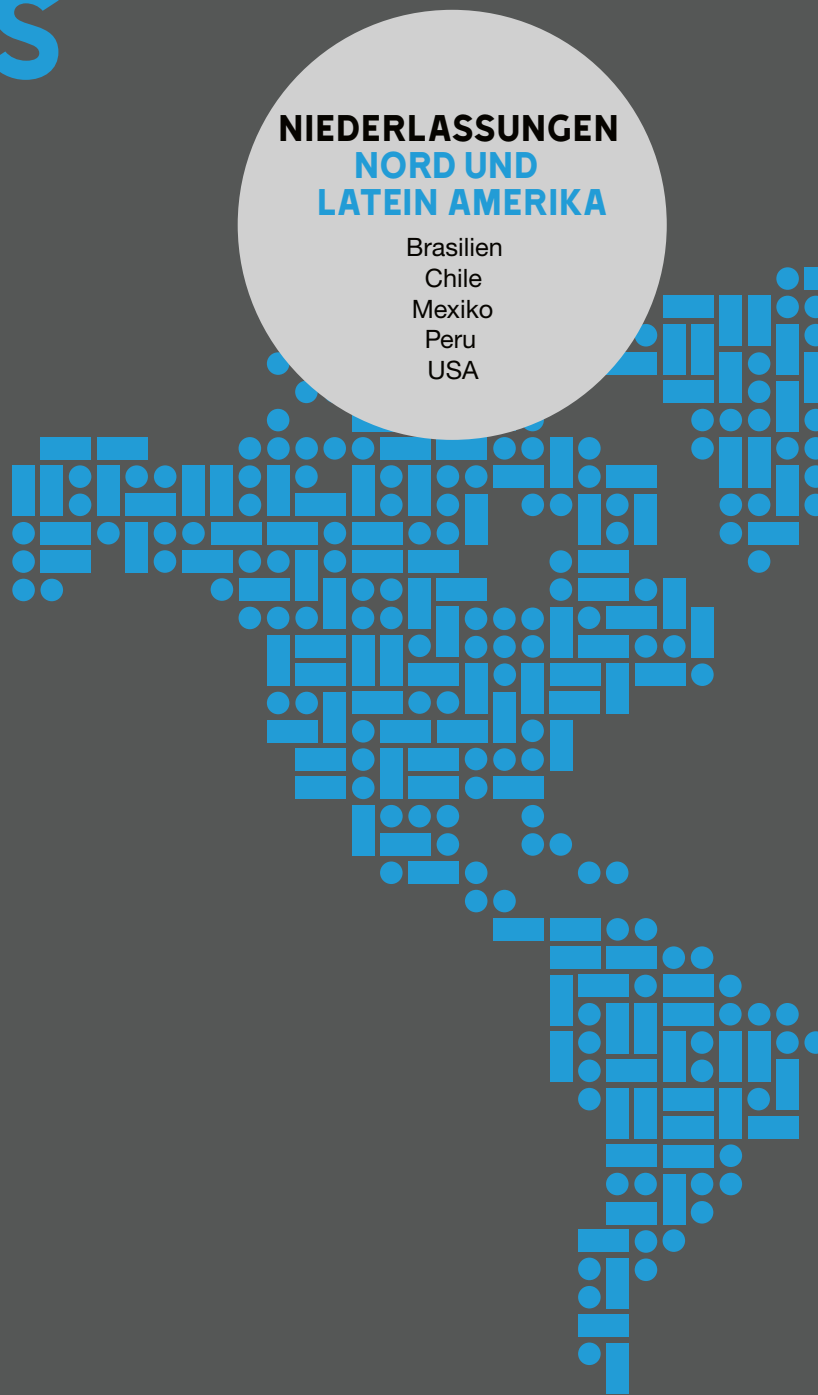 S
NIEDERLASSUNGEN
NORD UND
LATEIN AMERIKA
Brasilien
Chile
Mexiko
Peru
USA